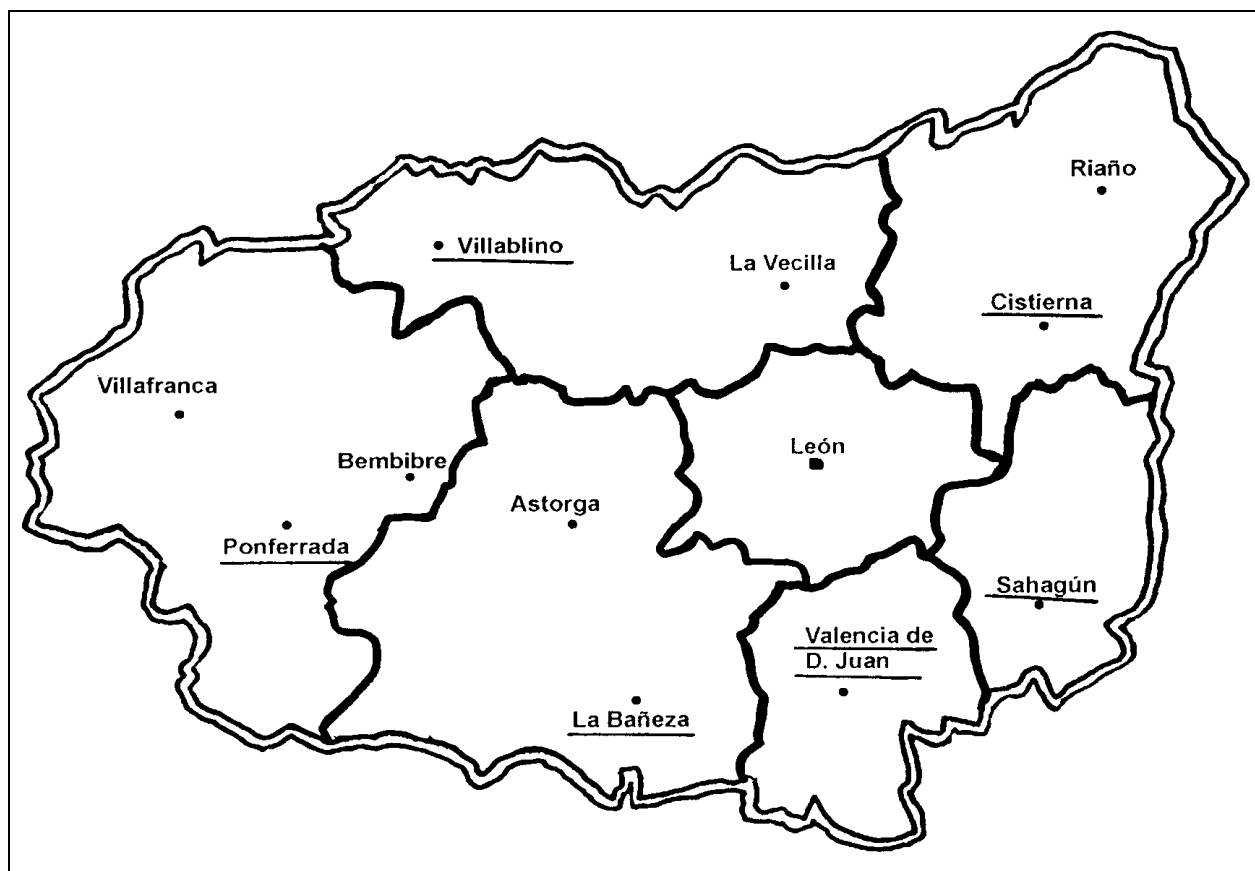 Riaño
Villablino
La Vecilla
Cistierna
Villafranca
León
Bembibre
Astorga
Ponferrada
Sahagún
Valencia de
D. Juan
La Bañeza